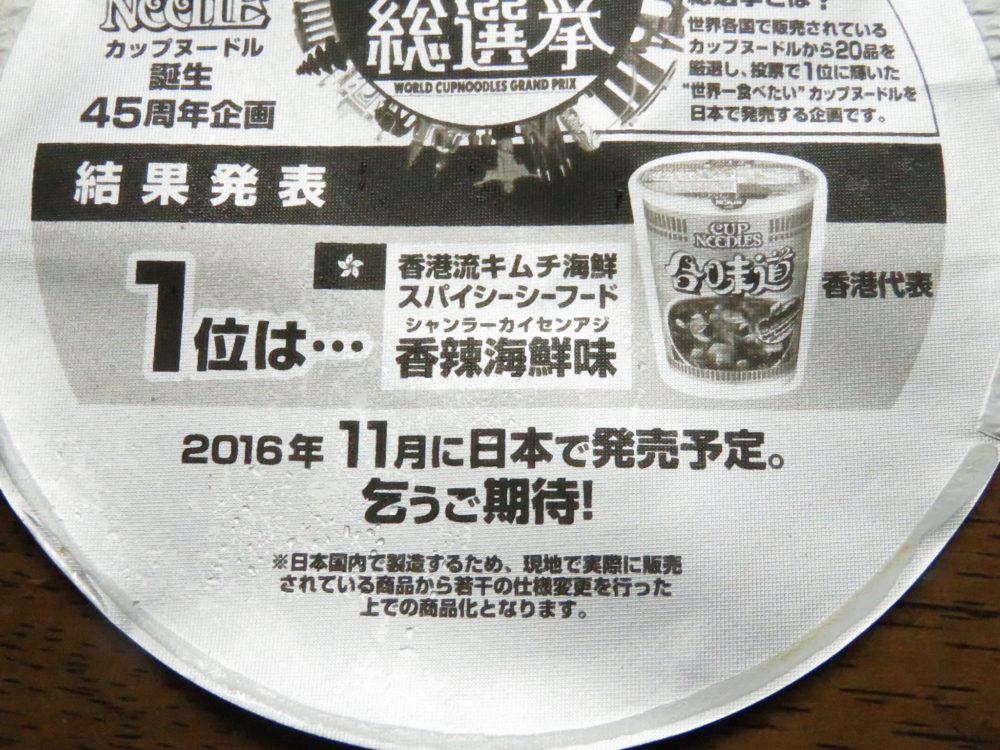 NOODLE
カップヌードル
誕生
45周年企画
総選挙
WORLD CUPNOODLES GRAND PRIX
総選挙とは？
世界各国で販売されている
カップヌードルから20品を
厳選し、投票で1位に輝いた
“世界一食べたい”カップヌードルを
日本で発売する企画です。
結果発表
1位は…
香港流キムチ海鮮
スパイシーシーフード
シャンラーカイセンアジ
香辣海鮮味
NISSIN
CUP
NOODLES
合味道
香港代表
2016年 11月に日本で発売予定。
乞うご期待!
※日本国内で製造するため、現地で実際に販売
されている商品から若干の仕様変更を行った
上での商品化となります。